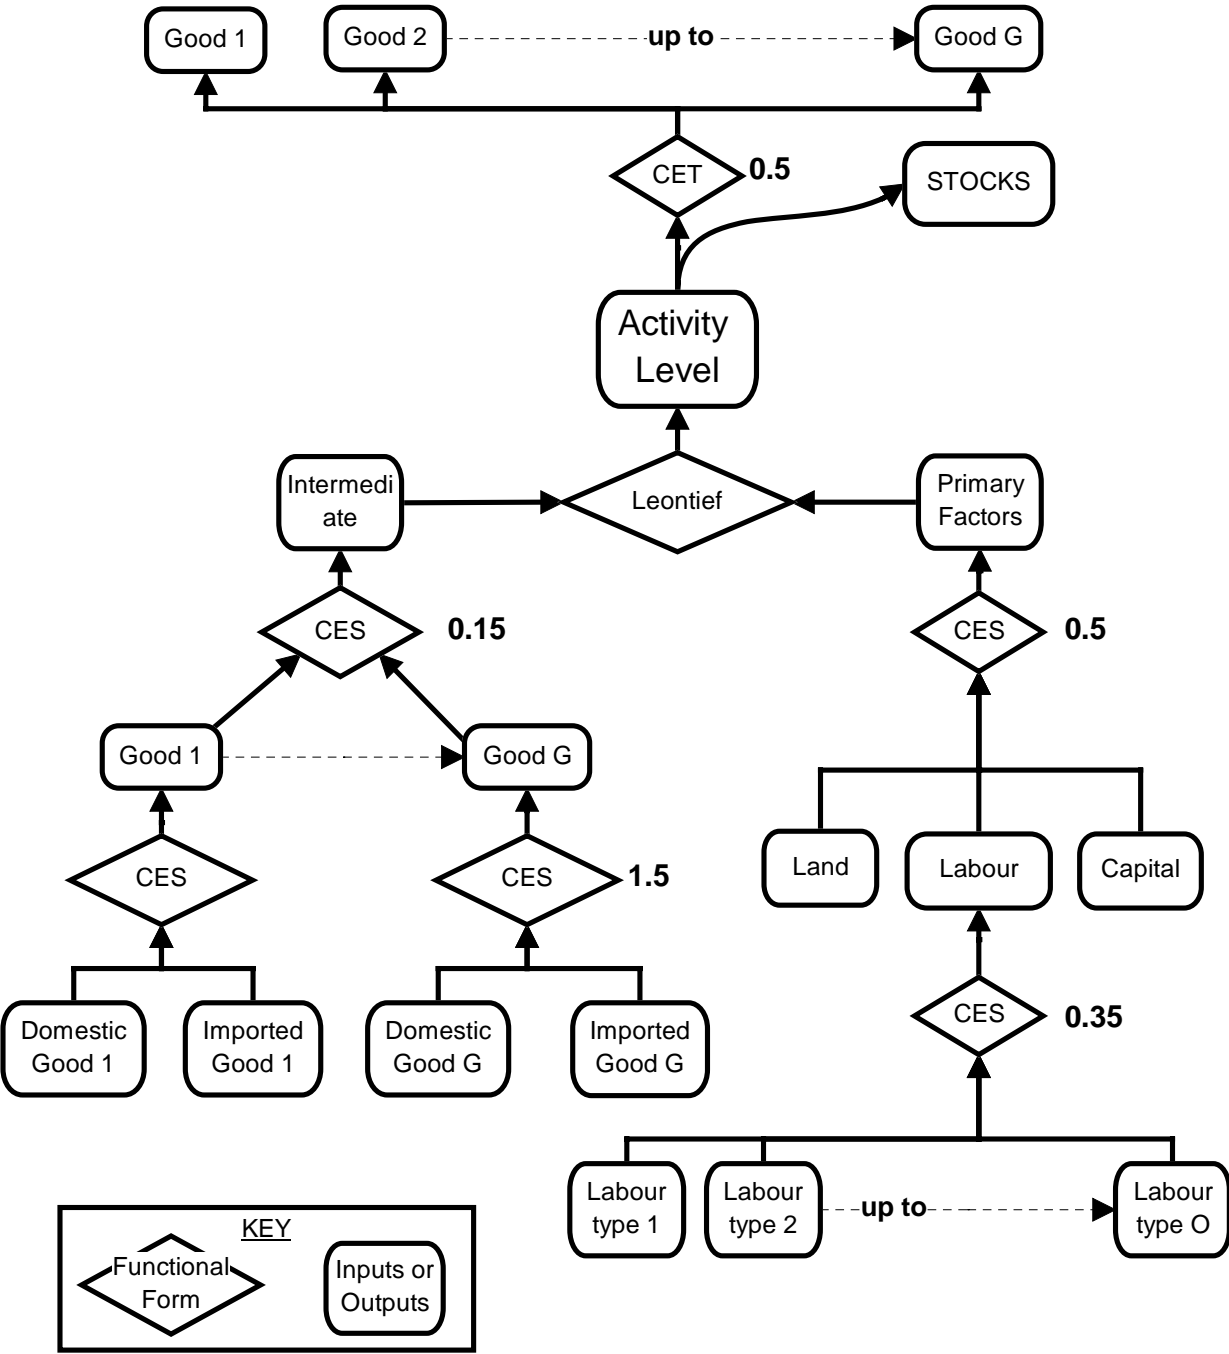 Good 1
Good 2
up to
Good G
CET
0.5
STOCKS
Activity
Level
Intermedi
ate
Leontief
Primary
Factors
CES
0.15
CES
0.5
Good 1
Good G
Land
Labour
Capital
CES
CES
1.5
Domestic
Good 1
Imported
Good 1
Domestic
Good G
Imported
Good G
CES
0.35
Labour
type 1
Labour
type 2
up to
Labour
type O
KEY
Functional
Form
Inputs or
Outputs